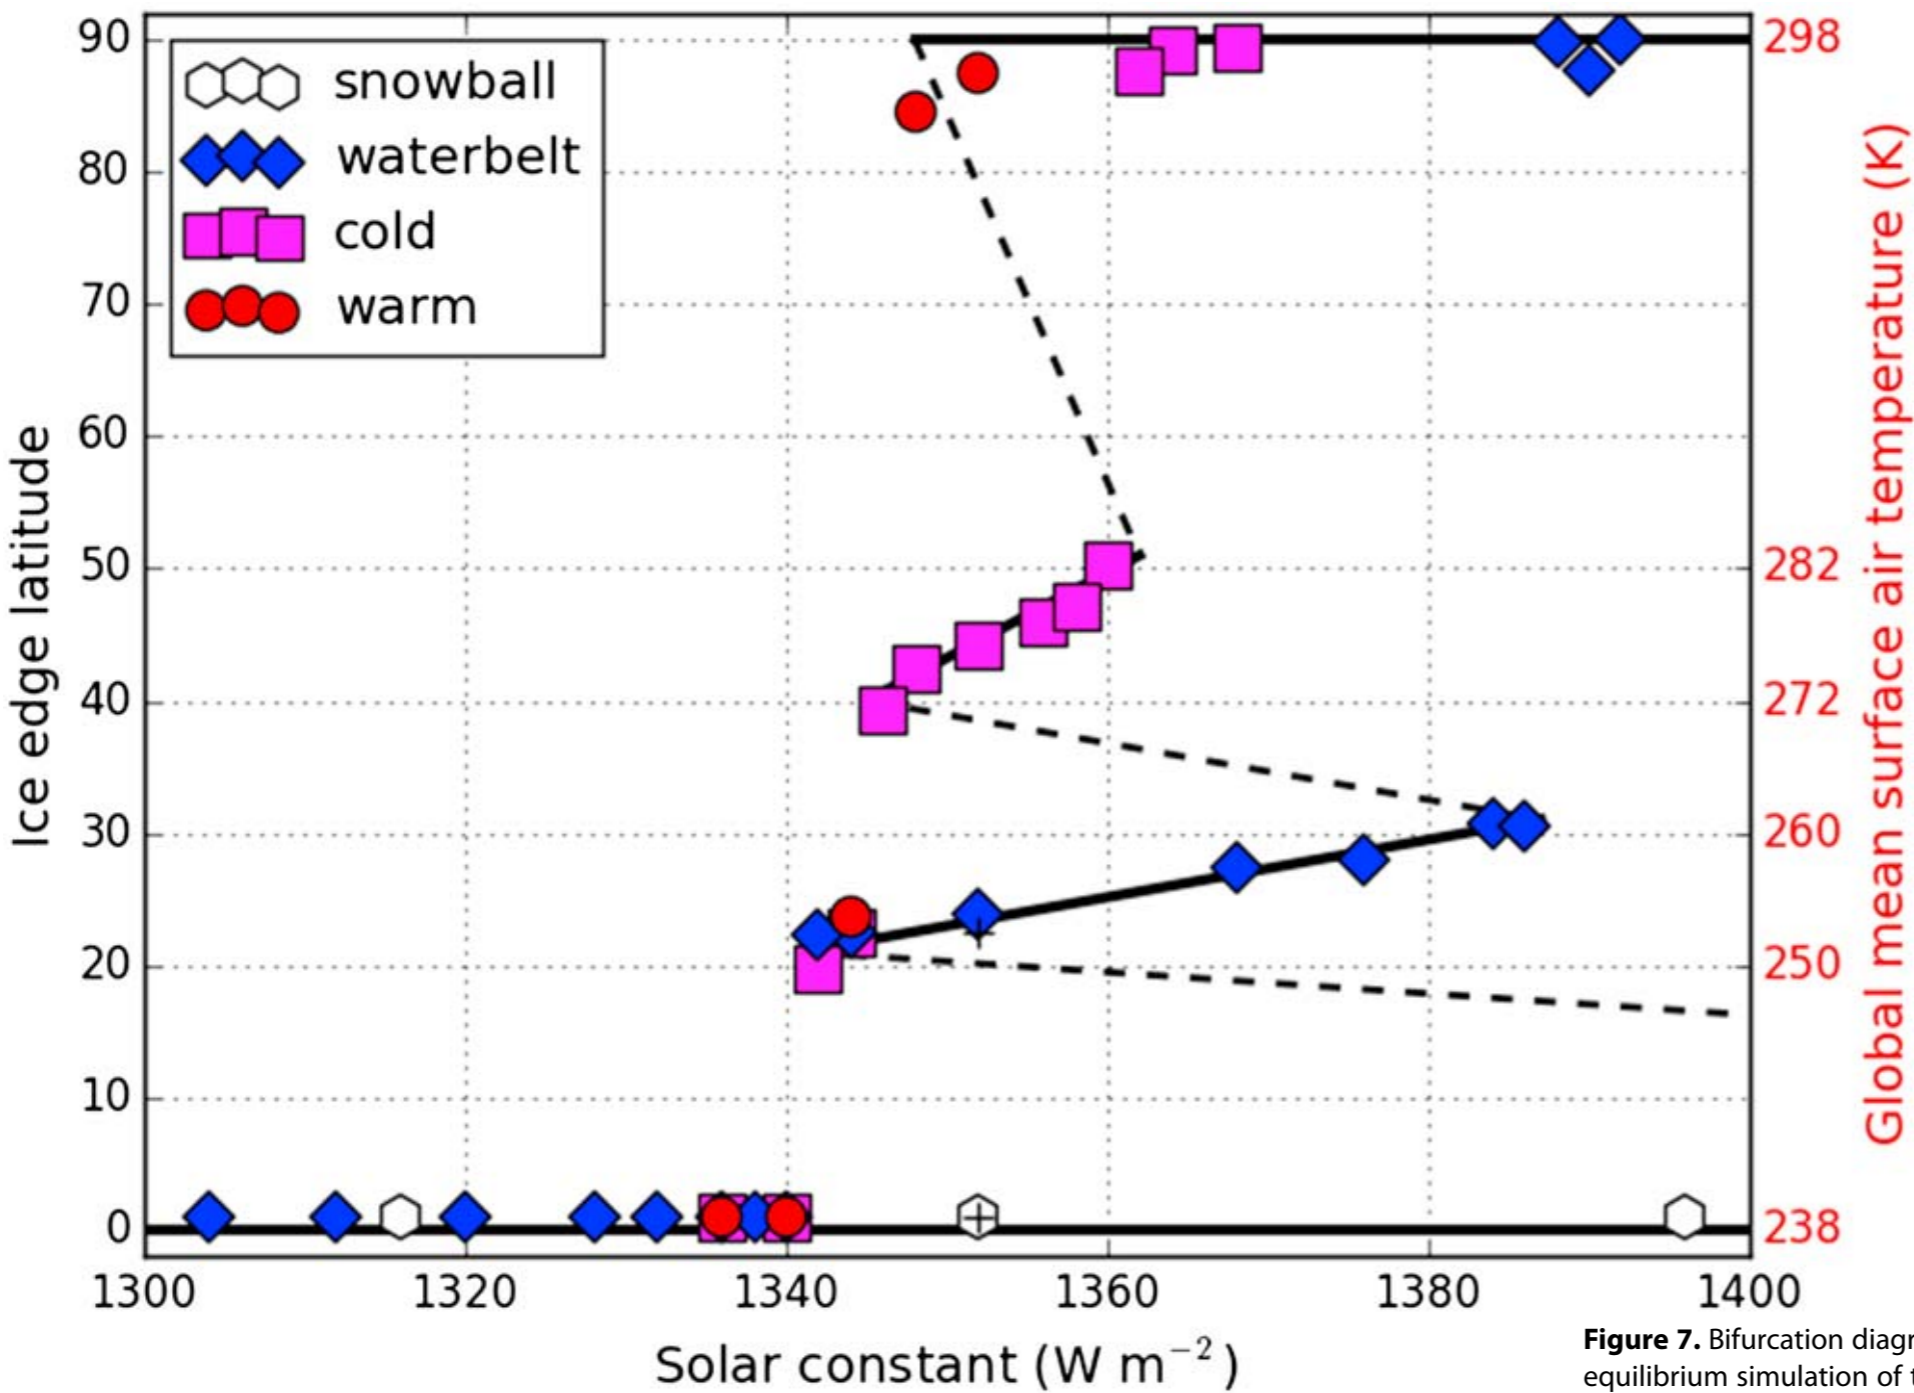 90
80
70
60
50
40
30
20
10
0
Ice edge latitude
snowball
waterbelt
cold
warm
298
282
272
260
250
238
Global mean surface air temperature (K)
1300 1320 1340 1360 1380 1400
Solar constant (W m⁻²)
Figure 7. Bifurcation diagr
equilibrium simulation of t